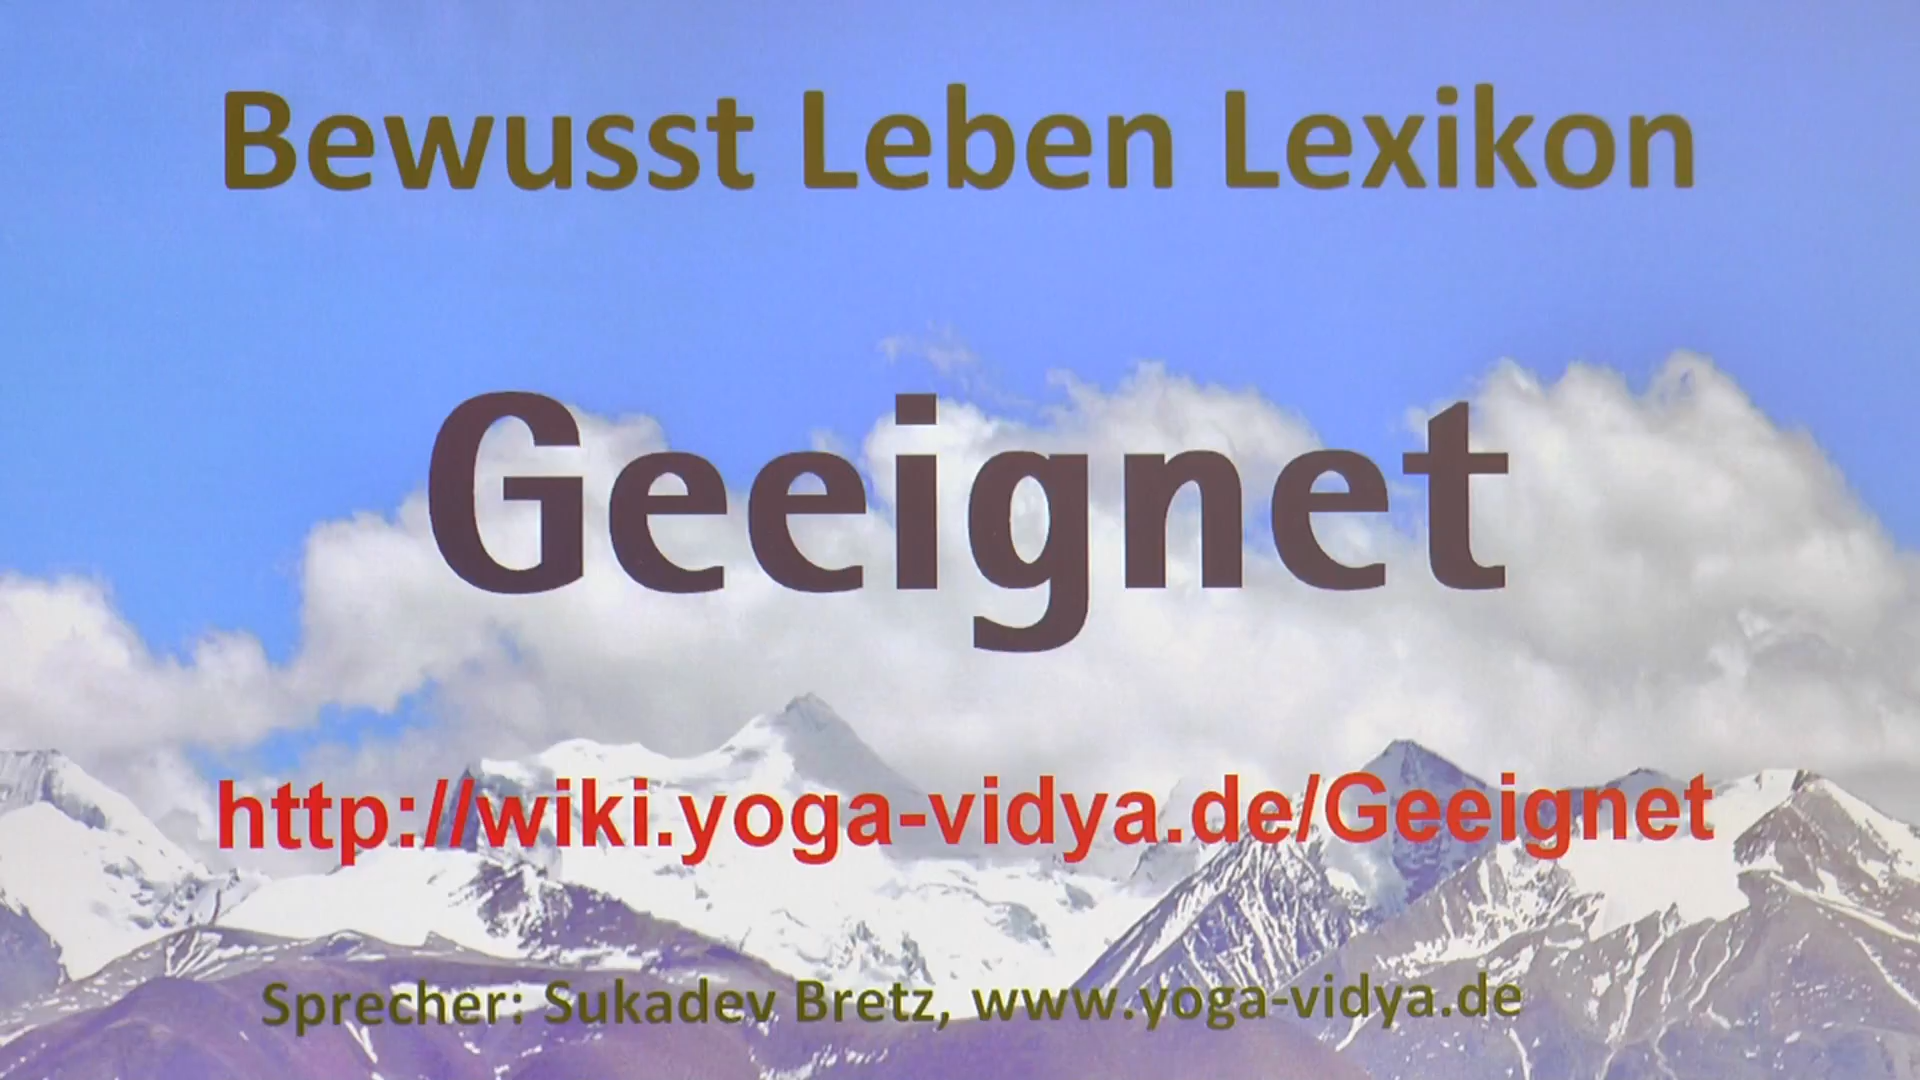 Bewusst Leben Lexikon
Geeignet
http://wiki.yoga-vidya.de/Geeignet
Sprecher: Sukadev Bretz, www.yoga-vidya.de